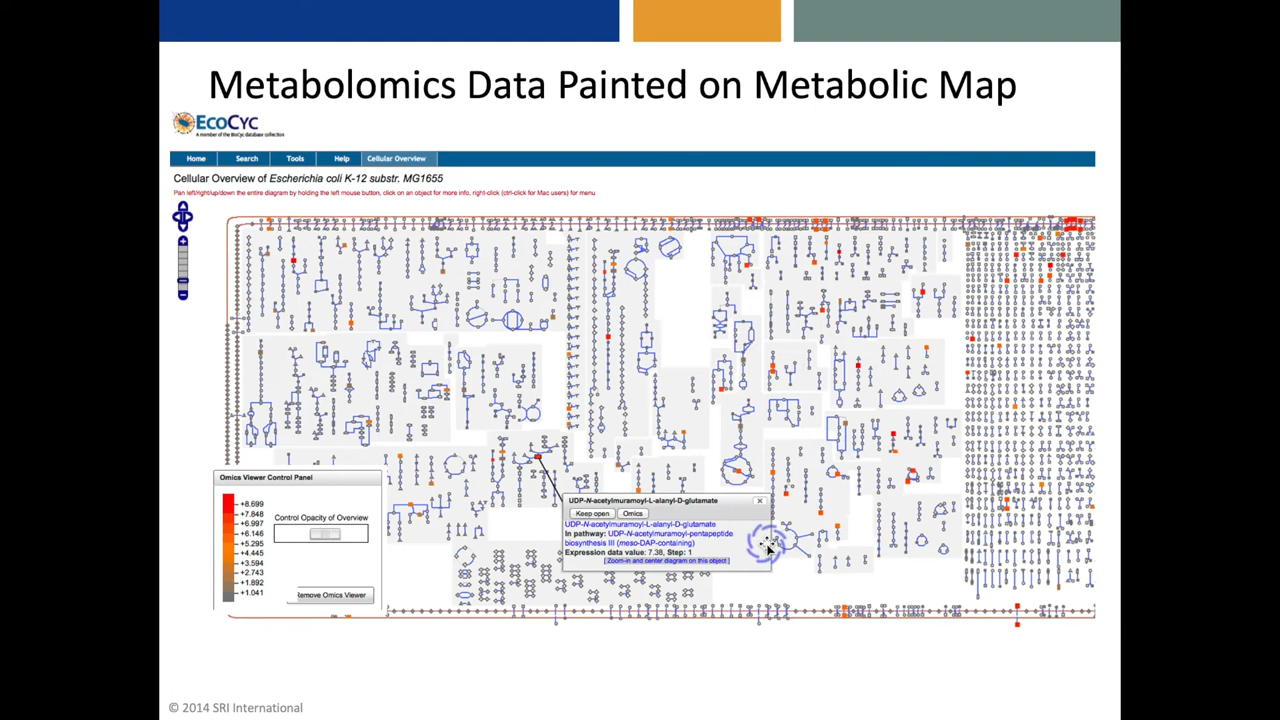 Metabolomics Data Painted on Metabolic Map
EcoCyc
A member of the BioCyc database collection
Home Search Tools Help Cellular Overview
Cellular Overview of Escherichia coli K-12 substr. MG1655
Pan left/right/up/down the entire diagram by holding the left mouse button, click on an object for more info, right-click (ctrl-click for Mac users) for menu
Omics Viewer Control Panel
+8.699
+7.848
+6.997
+6.146
+5.295
+4.445
+3.594
+2.743
+1.892
+1.041
Control Opacity of Overview
Remove Omics Viewer
UDP-N-acetylmuramoyl-L-alanyl-D-glutamate
Keep open Omics
UDP-N-acetylmuramoyl-L-alanyl-D-glutamate
In pathway: UDP-N-acetylmuramoyl-pentapeptide
biosynthesis III (meso-DAP-containing)
Expression data value: 7.38, Step: 1
[ Zoom-in and center diagram on this object ]
© 2014 SRI International